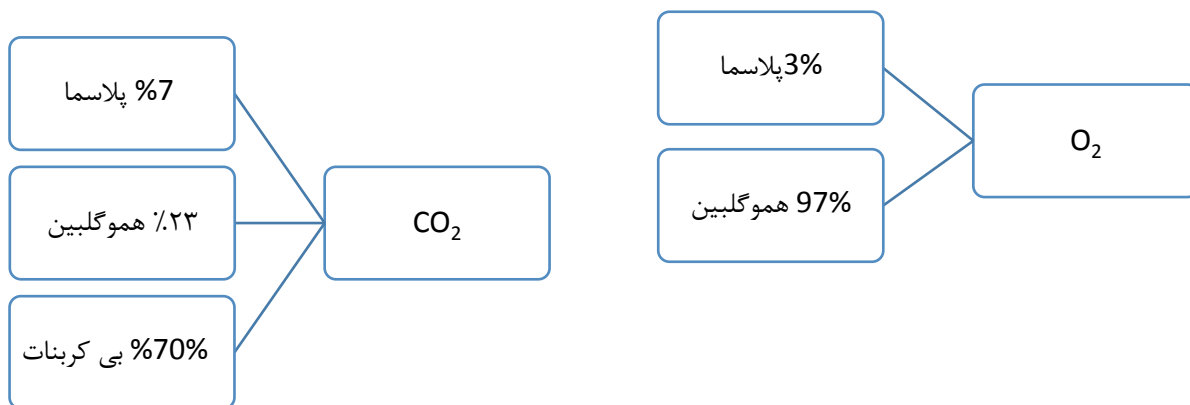 3%پلاسما
97% هموگلبین
O₂
7% پلاسما
۲۳٪ هموگلبین
%70% بی کربنات
CO₂